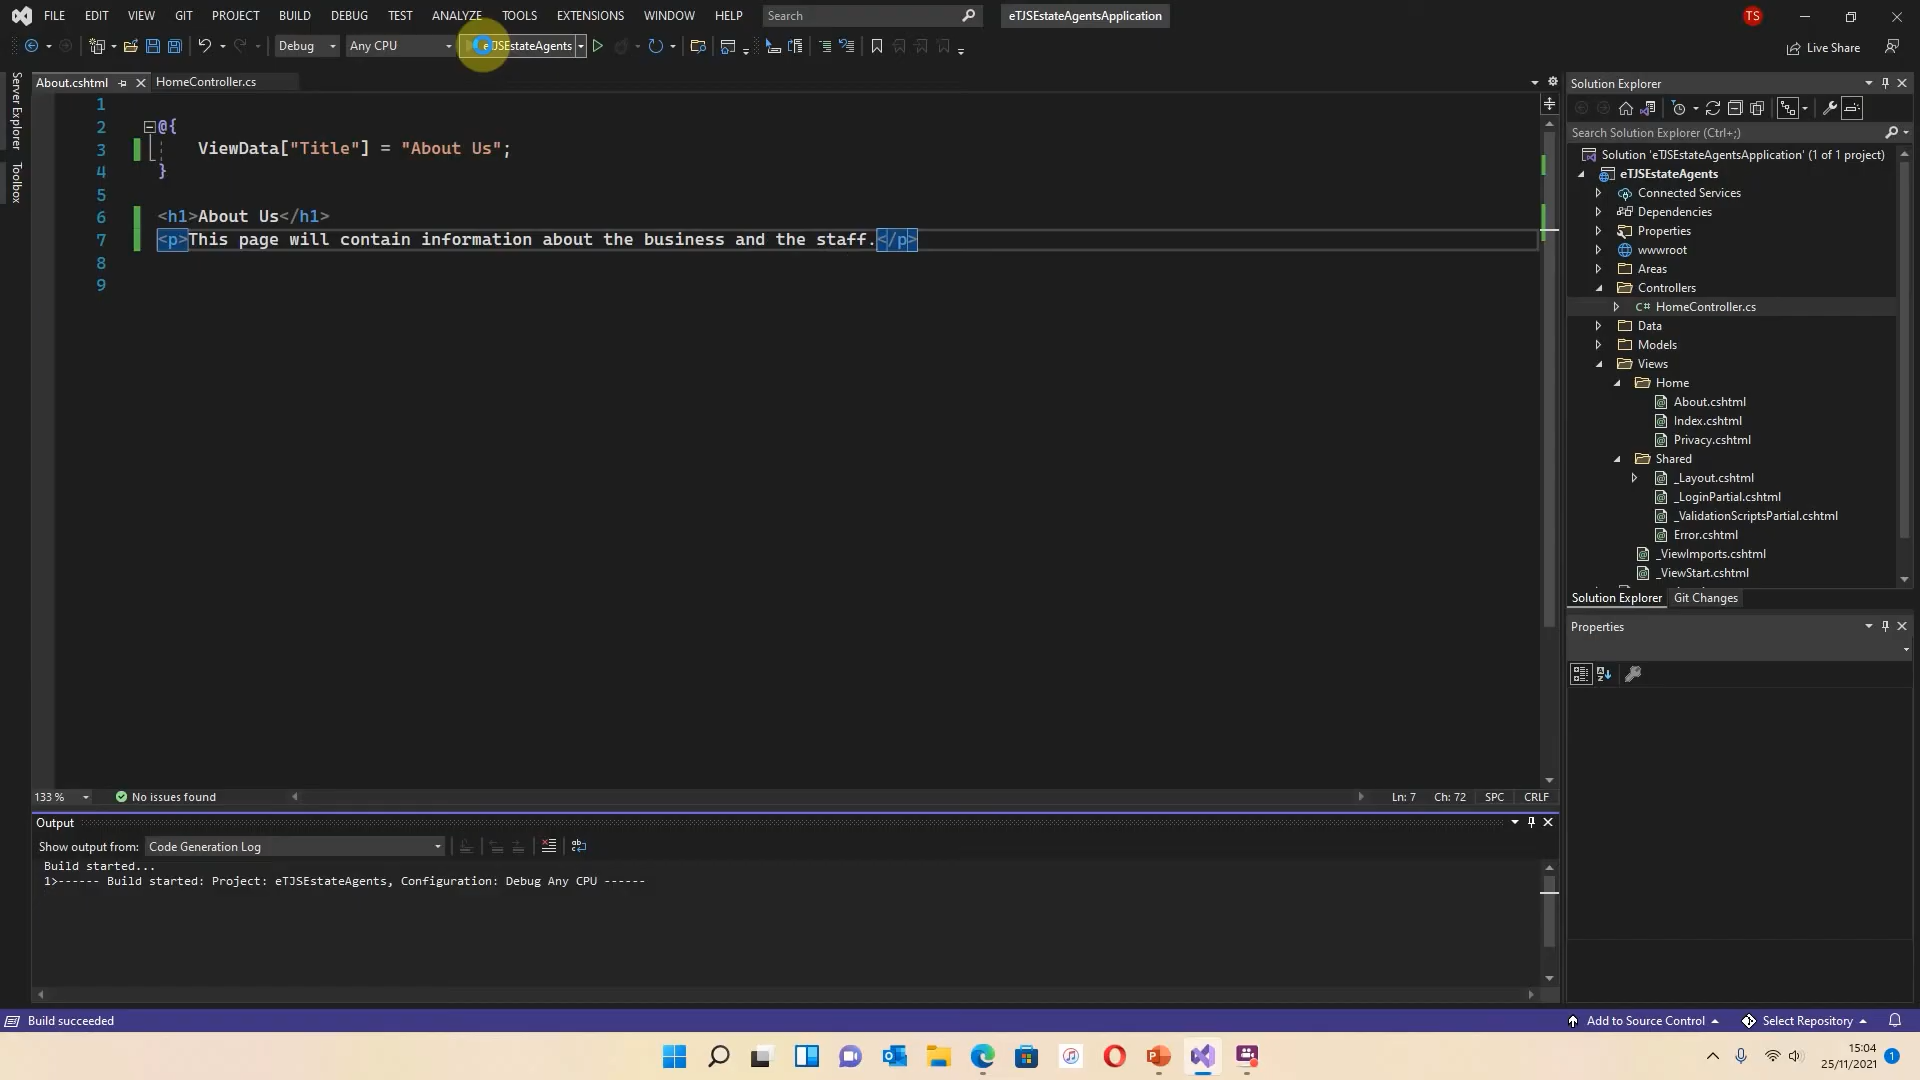 FILE EDIT VIEW GIT PROJECT BUILD DEBUG TEST ANALYZE TOOLS EXTENSIONS WINDOW HELP Search eTJSEstateAgentsApplication TS
Debug Any CPU eTJSEstateAgents Live Share
Server Explorer
Toolbox
About.cshtml HomeController.cs
1
2 @{
3 ViewData["Title"] = "About Us";
4 }
5
6 <h1>About Us</h1>
7 <p>This page will contain information about the business and the staff.</p>
8
9
133 % No issues found Ln: 7 Ch: 72 SPC CRLF
Output
Show output from: Code Generation Log
Build started...
1>------ Build started: Project: eTJSEstateAgents, Configuration: Debug Any CPU ------
Solution Explorer
Search Solution Explorer (Ctrl+;)
Solution 'eTJSEstateAgentsApplication' (1 of 1 project)
eTJSEstateAgents
Connected Services
Dependencies
Properties
wwwroot
Areas
Controllers
C# HomeController.cs
Data
Models
Views
Home
About.cshtml
Index.cshtml
Privacy.cshtml
Shared
_Layout.cshtml
_LoginPartial.cshtml
_ValidationScriptsPartial.cshtml
Error.cshtml
_ViewImports.cshtml
_ViewStart.cshtml
Solution Explorer Git Changes
Properties
Build succeeded Add to Source Control Select Repository
15:04
25/11/2021 1